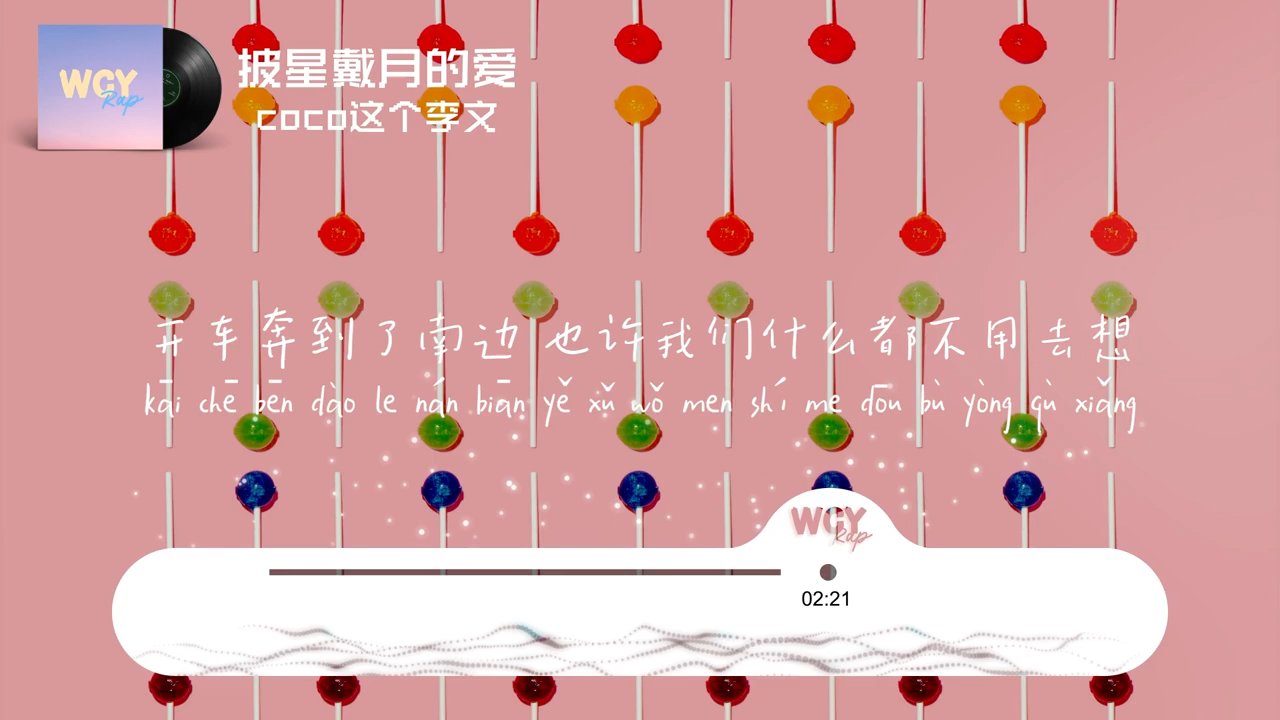 WGY
Rap
披星戴月的爱
coco这个李文
开车奔到了南边 也许我们什么都不用去想
kāi chē bēn dào le nán biān yě xǔ wǒ men shí me dōu bù yòng qù xiǎng
WGY
Rap
02:21